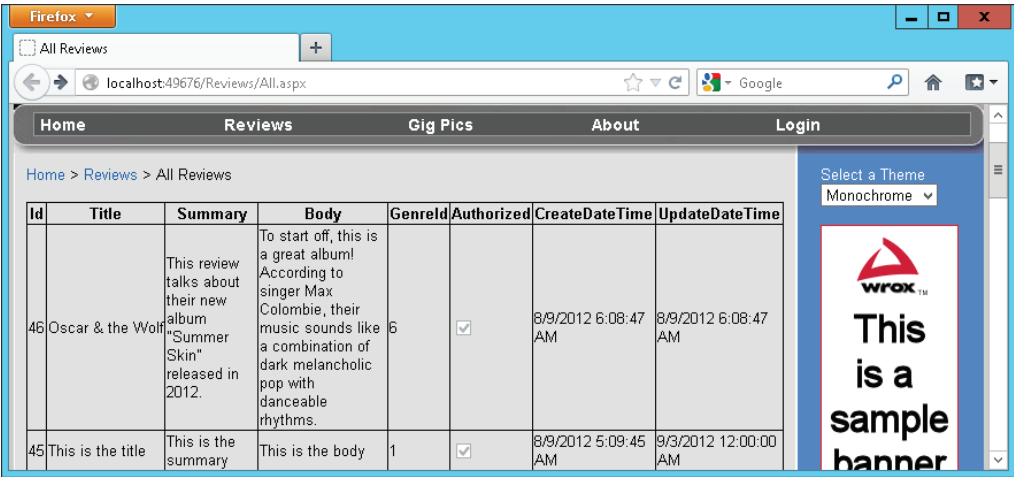 Firefox
All Reviews
+
localhost:49676/Reviews/All.aspx
Google
Home Reviews Gig Pics About Login
Home > Reviews > All Reviews
Select a Theme
Monochrome
Id Title Summary Body GenreId Authorized CreateDateTime UpdateDateTime
46 Oscar & the Wolf
This review
talks about
their new
album
"Summer
Skin"
released in
2012.
To start off, this is
a great album!
According to
singer Max
Colombie, their
music sounds like
a combination of
dark melancholic
pop with
danceable
rhythms.
6
8/9/2012 6:08:47
AM
8/9/2012 6:08:47
AM
45 This is the title
This is the
summary
This is the body
1
8/9/2012 5:09:45
AM
9/3/2012 12:00:00
AM
wrox TM
This
is a
sample
banner